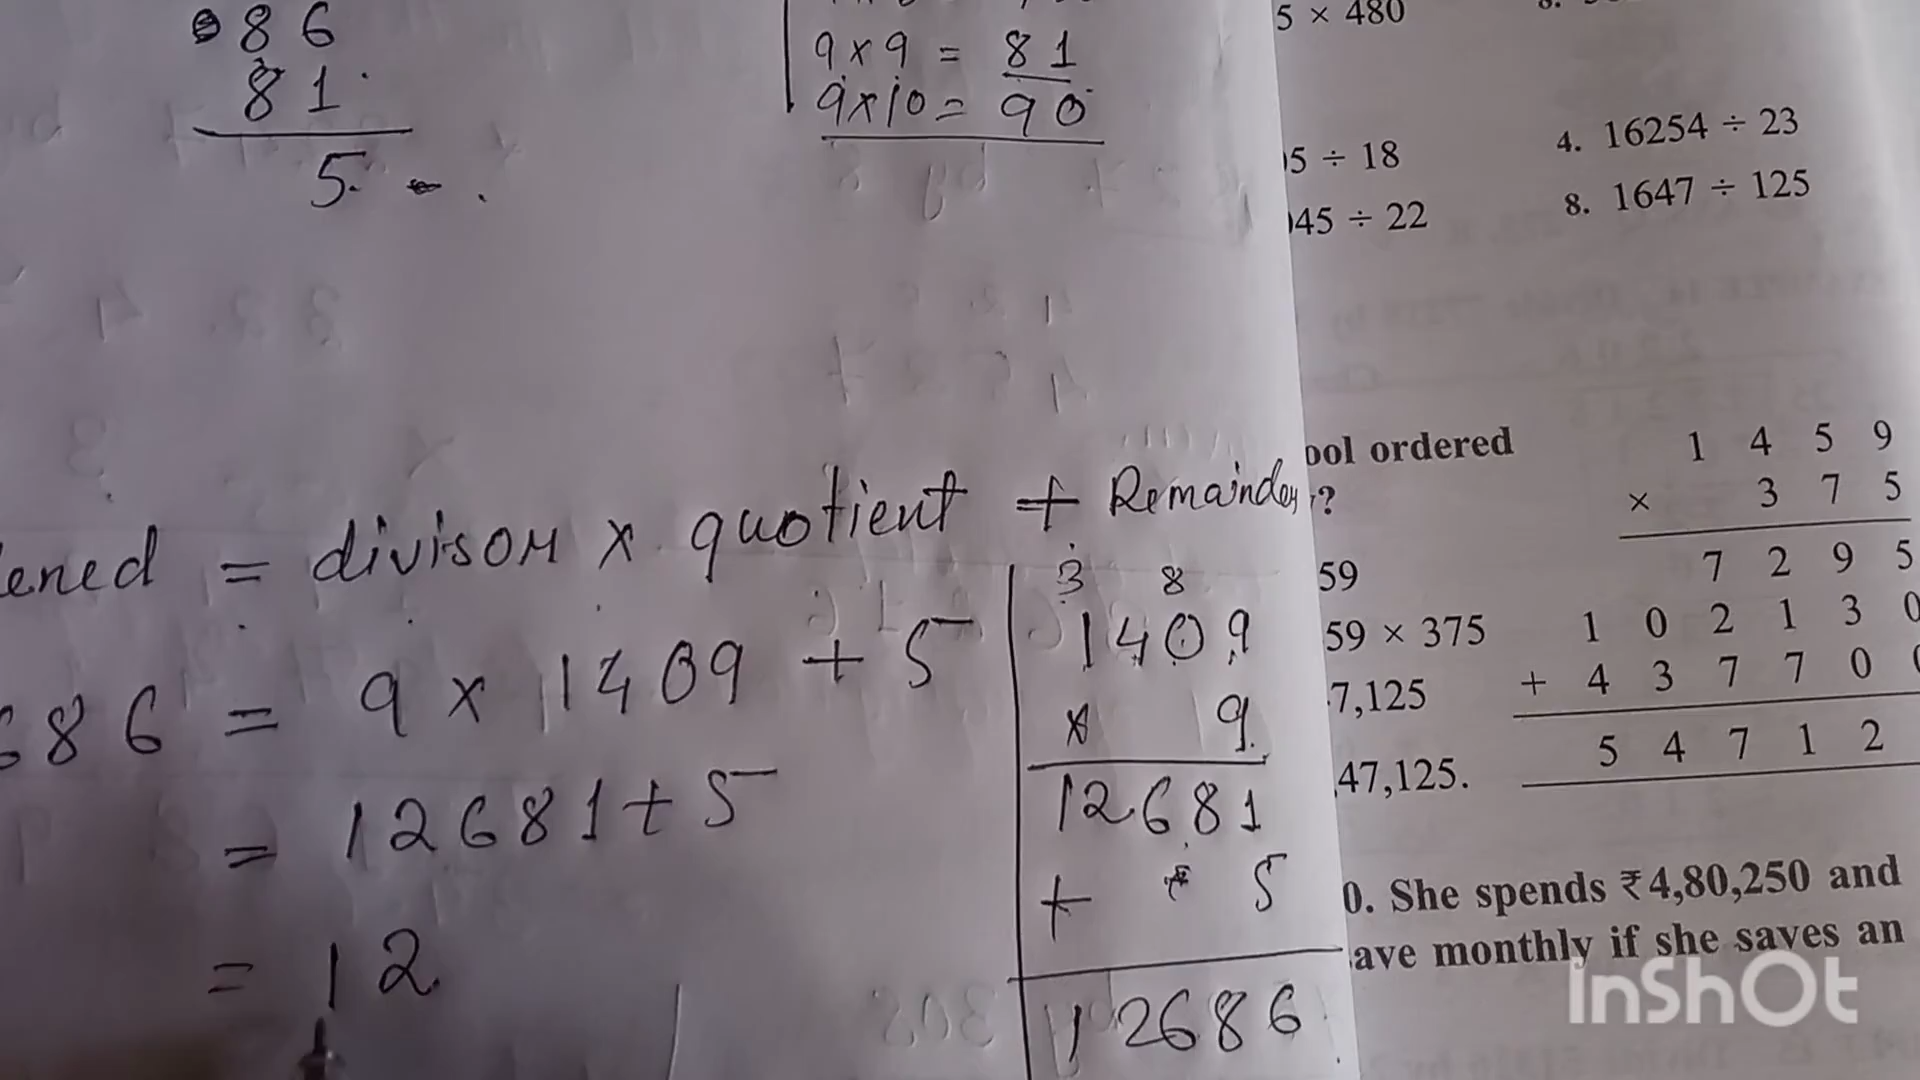 86
81
5
9×9 = 81
9×10= 90
ened = divisor × quotient + Remainder
686 = 9 × 1409 + 5
= 12681+5
= 12
3 8
1409
× 9
12681
+ 5
12686
5 × 480
5 ÷ 18
4. 16254 ÷ 23
45 ÷ 22
8. 1647 ÷ 125
ool ordered
?
59
59 × 375
7,125
47,125.
1 4 5 9
× 3 7 5
7 2 9 5
1 0 2 1 3 0
+ 4 3 7 7 0
5 4 7 1 2
0. She spends ₹4,80,250 and
ave monthly if she saves an
InShOt